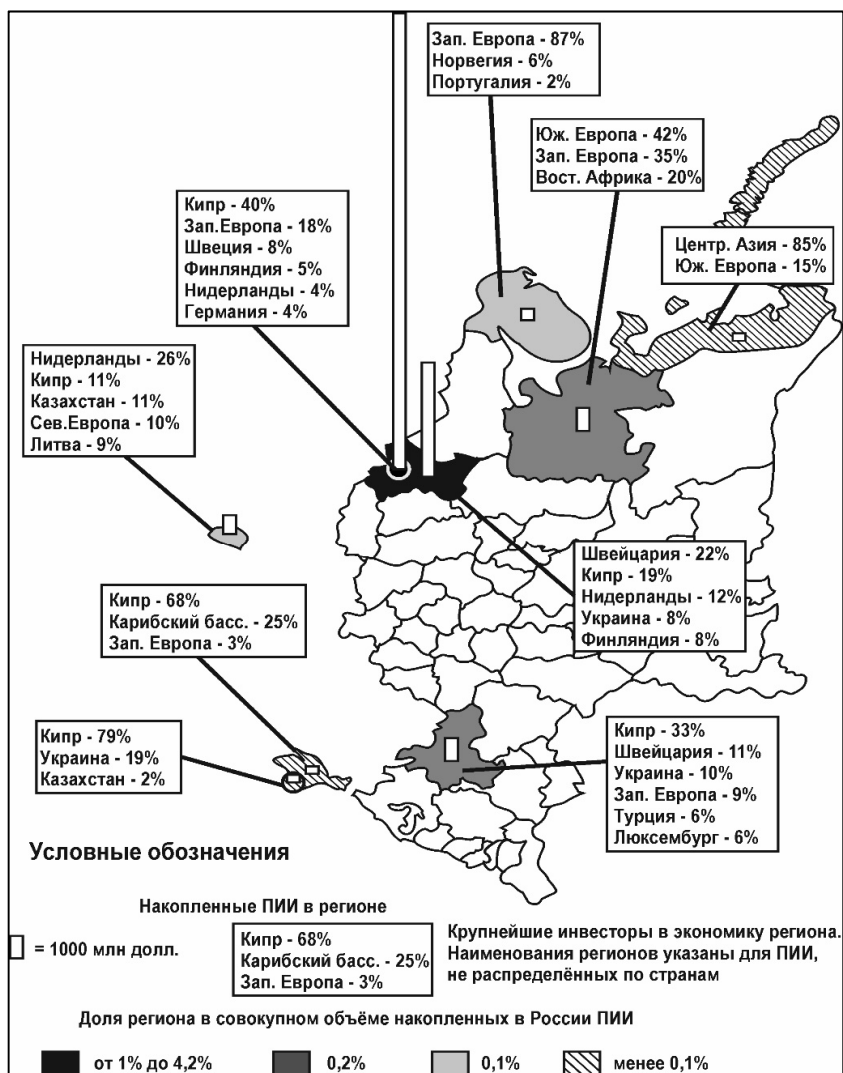 Зап. Европа - 87%
Норвегия - 6%
Португалия - 2%
Юж. Европа - 42%
Зап. Европа - 35%
Вост. Африка - 20%
Кипр - 40%
Зап.Европа - 18%
Швеция - 8%
Финляндия - 5%
Нидерланды - 4%
Германия - 4%
Центр. Азия - 85%
Юж. Европа - 15%
Нидерланды - 26%
Кипр - 11%
Казахстан - 11%
Сев.Европа - 10%
Литва - 9%
Швейцария - 22%
Кипр - 19%
Нидерланды - 12%
Украина - 8%
Финляндия - 8%
Кипр - 68%
Карибский басс. - 25%
Зап. Европа - 3%
Кипр - 79%
Украина - 19%
Казахстан - 2%
Кипр - 33%
Швейцария - 11%
Украина - 10%
Зап. Европа - 9%
Турция - 6%
Люксембург - 6%
Условные обозначения
Накопленные ПИИ в регионе
= 1000 млн долл.
Кипр - 68%
Карибский басс. - 25%
Зап. Европа - 3%
Крупнейшие инвесторы в экономику региона.
Наименования регионов указаны для ПИИ,
не распределённых по странам
Доля региона в совокупном объёме накопленных в России ПИИ
от 1% до 4,2%
0,2%
0,1%
менее 0,1%